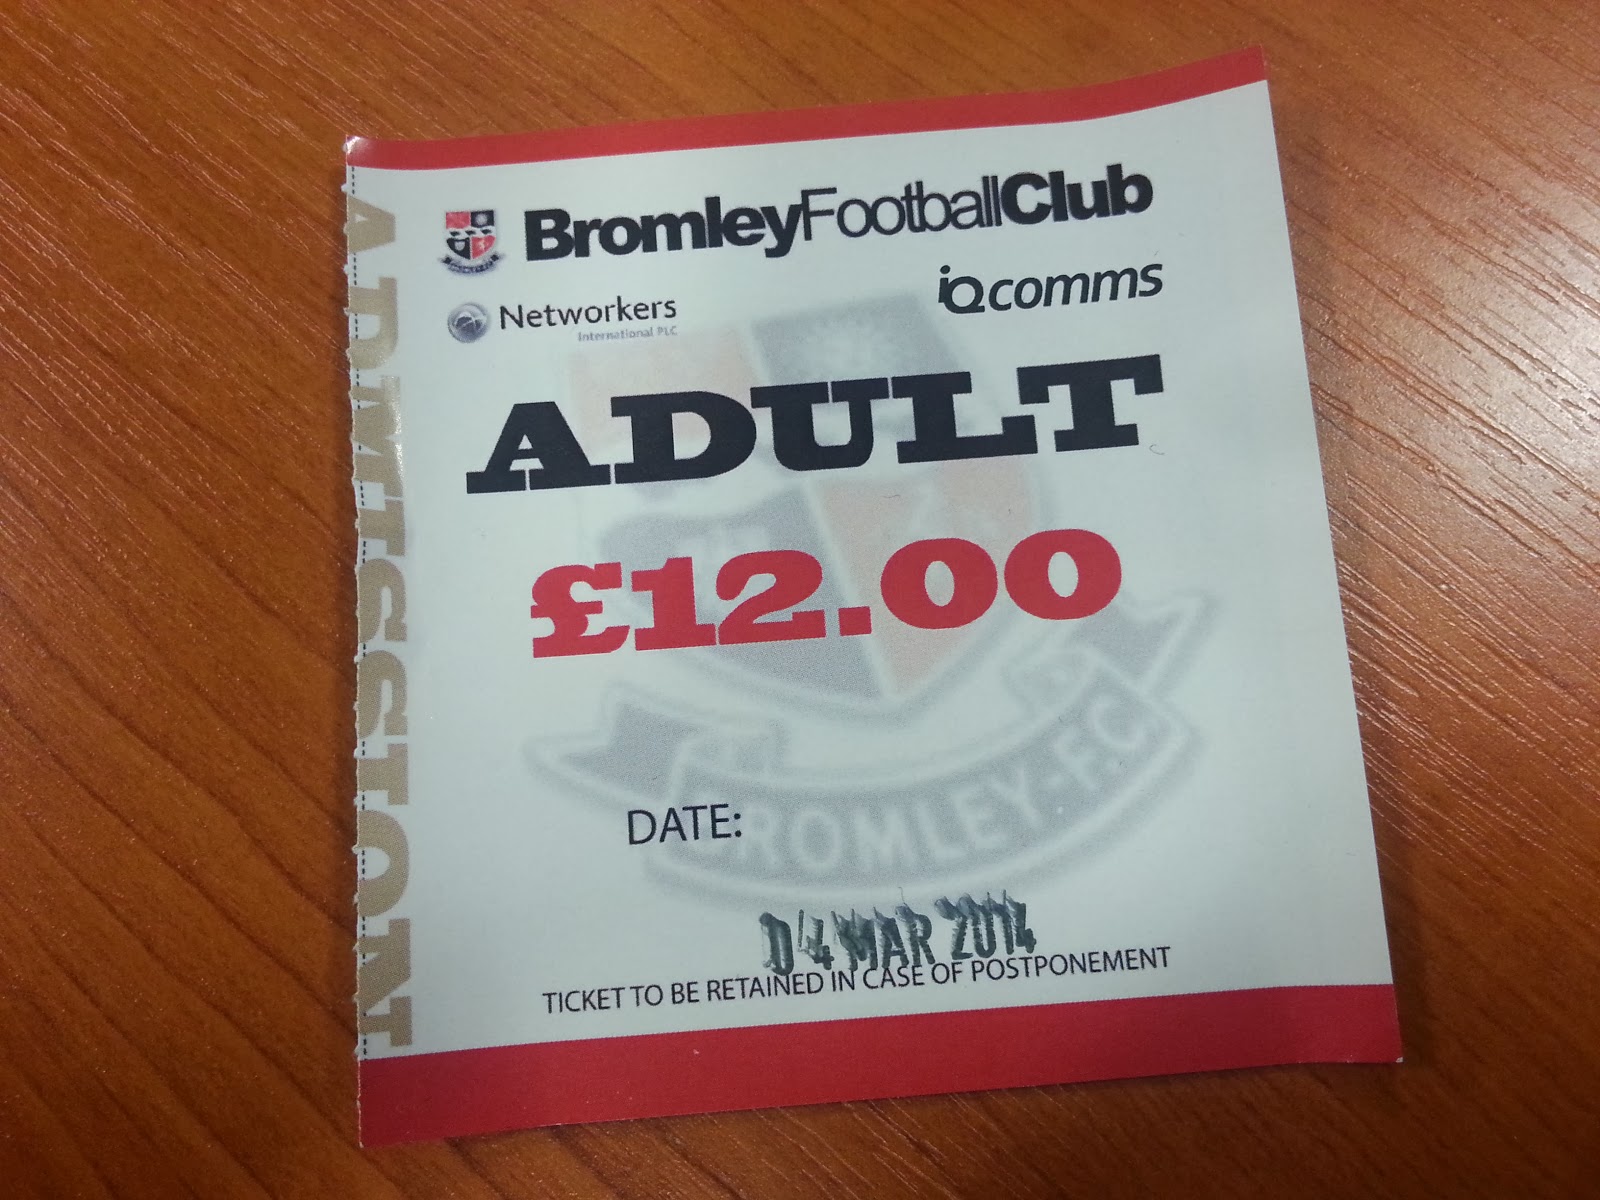 BromleyFootballClub
Networkers
International PLC
iQcomms
ADULT
£12.00
DATE:
04 MAR 2014
TICKET TO BE RETAINED IN CASE OF POSTPONEMENT
BROMLEY-F.C
ADMISSION